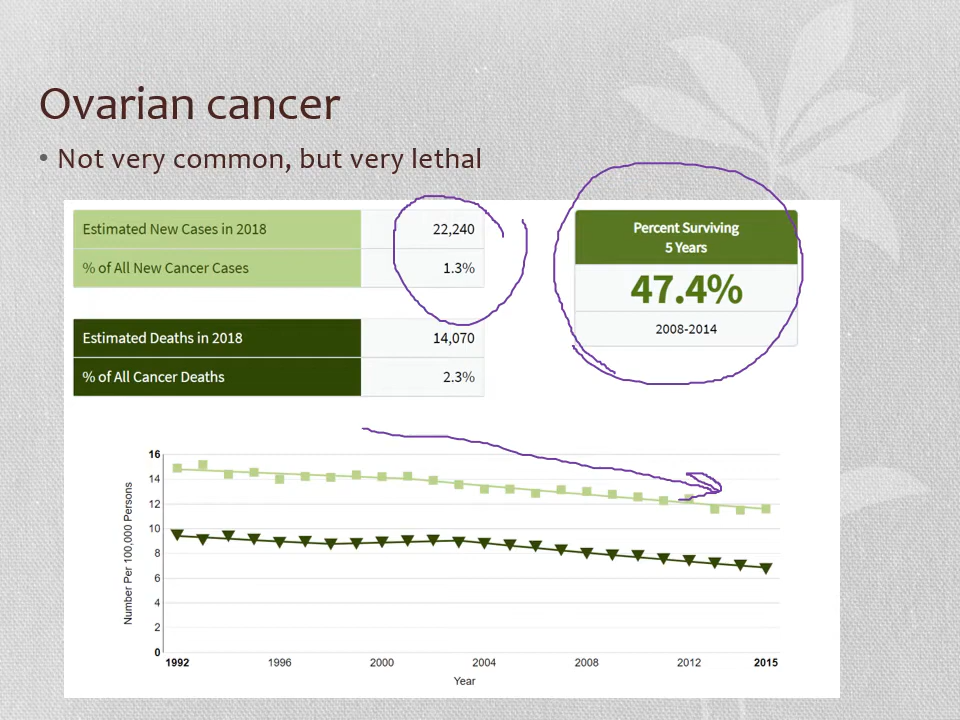 Ovarian cancer
• Not very common, but very lethal
Estimated New Cases in 2018 22,240
% of All New Cancer Cases 1.3%
Estimated Deaths in 2018 14,070
% of All Cancer Deaths 2.3%
Percent Surviving
5 Years
47.4%
2008-2014
Number Per 100,000 Persons
16
14
12
10
8
6
4
2
0
1992 1996 2000 2004 2008 2012 2015
Year